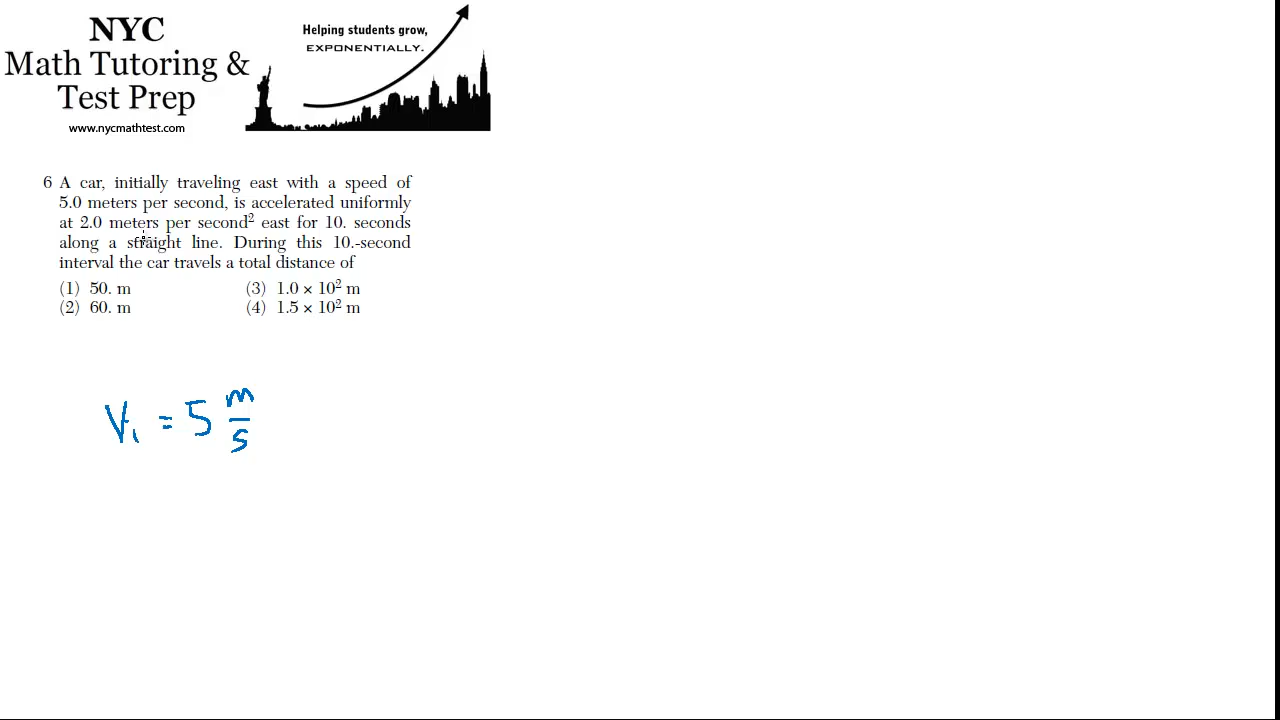 NYC
Math Tutoring &
Test Prep
www.nycmathtest.com
Helping students grow,
EXPONENTIALLY.
6 A car, initially traveling east with a speed of
5.0 meters per second, is accelerated uniformly
at 2.0 meters per second² east for 10. seconds
along a straight line. During this 10.-second
interval the car travels a total distance of
(1) 50. m (3) 1.0 × 10² m
(2) 60. m (4) 1.5 × 10² m
V₁ = 5 m/s